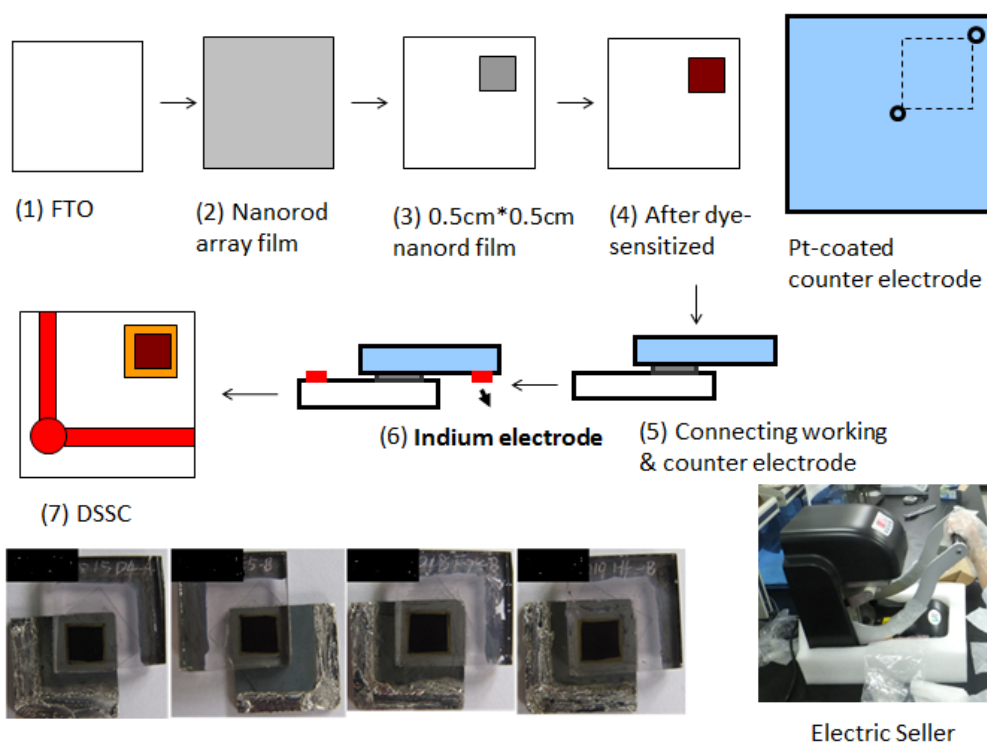 (1) FTO
(2) Nanorod
array film
(3) 0.5cm*0.5cm
nanord film
(4) After dye-
sensitized
Pt-coated
counter electrode
(5) Connecting working
& counter electrode
(6) Indium electrode
(7) DSSC
Electric Seller